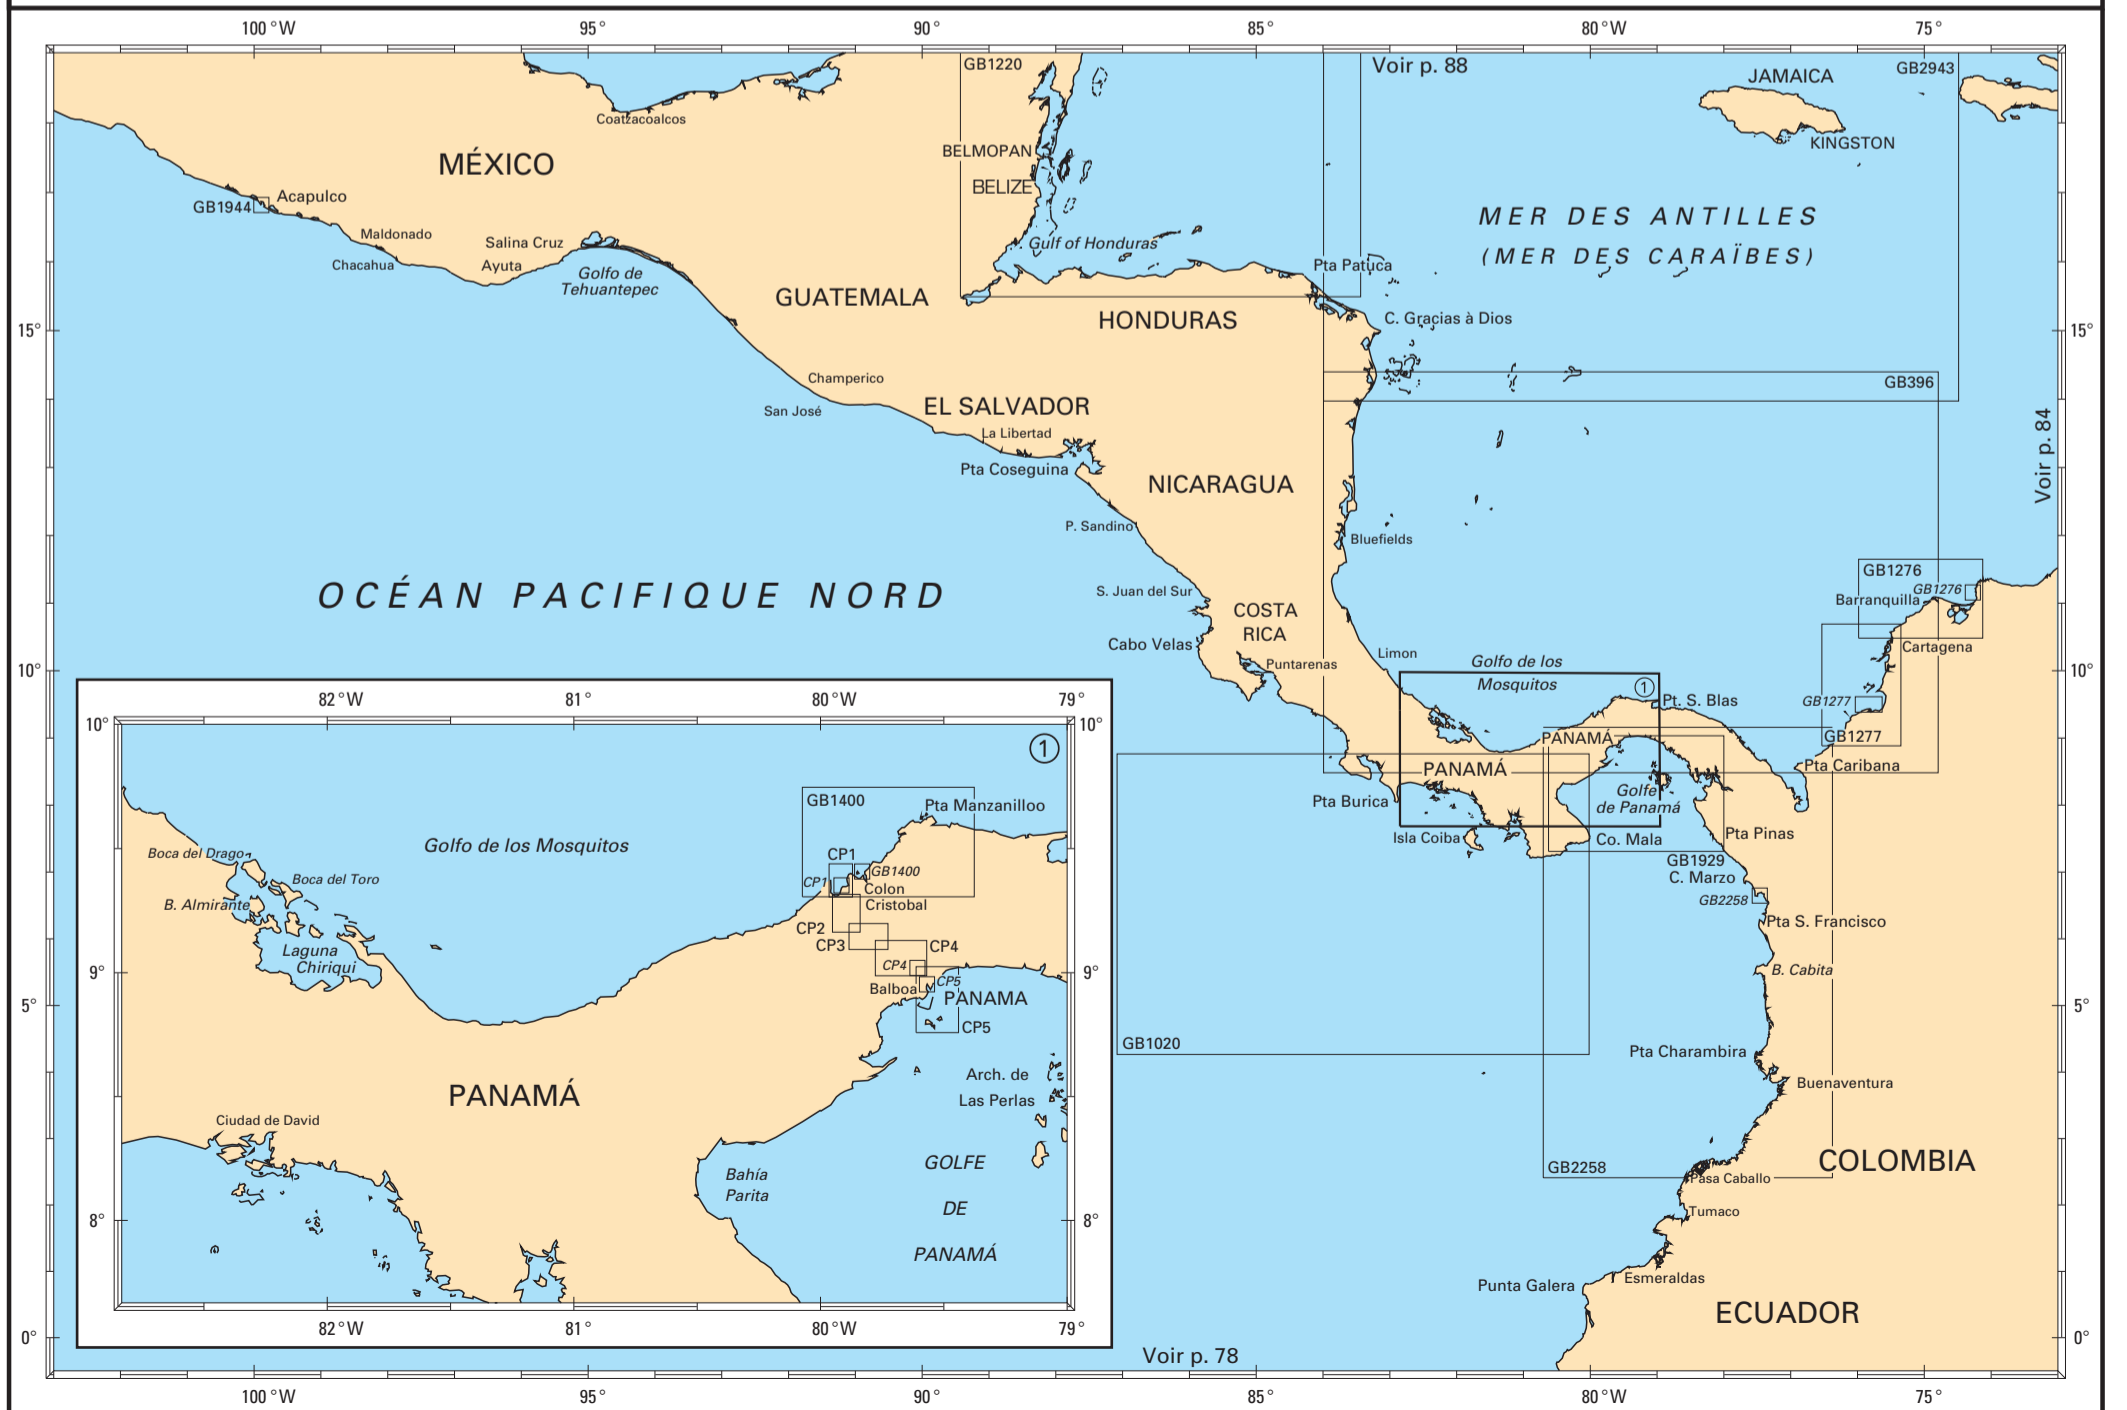 100°W 95° 90° 85° 80°W 75°
GB1220
Voir p. 88
GB2943
JAMAICA
KINGSTON
Coatzacoalcos
MÉXICO
BELMOPAN
BELIZE
Acapulco
GB1944
Maldonado
Chacahua
Salina Cruz
Ayuta
Golfo de
Tehuantepec
Gulf of Honduras
MER DES ANTILLES
(MER DES CARAÏBES)
Pta Patuca
GUATEMALA
HONDURAS
C. Gracias à Dios
15°
15°
Champerico
San José
EL SALVADOR
La Libertad
Pta Coseguina
GB396
Voir p. 84
NICARAGUA
P. Sandino
Bluefields
OCÉAN PACIFIQUE NORD
S. Juan del Sur
COSTA
RICA
Cabo Velas
Puntarenas
Limon
GB1276
GB1276
Barranquilla
Cartagena
10°
10°
Golfo de los
Mosquitos
1
Pt. S. Blas
GB1277
GB1277
PANAMÁ
PANAMÁ
Pta Caribana
Pta Burica
Golfe
de Panamá
Isla Coiba
Co. Mala
Pta Pinas
GB1929
C. Marzo
GB2258
Pta S. Francisco
B. Cabita
5°
5°
GB1020
Pta Charambira
Buenaventura
COLOMBIA
GB2258
Pasa Caballo
Tumaco
Esmeraldas
Punta Galera
ECUADOR
0°
0°
Voir p. 78
100°W 95° 90° 85° 80°W 75°
82°W 81° 80°W 79°
10°
10°
1
GB1400
Pta Manzanilloo
Golfo de los Mosquitos
Boca del Drago
Boca del Toro
B. Almirante
Laguna
Chiriqui
CP1
CP1
GB1400
Colon
Cristobal
CP2
CP3
CP4
CP4
CP5
Balboa
PANAMA
CP5
9°
9°
PANAMÁ
Arch. de
Las Perlas
Ciudad de David
Bahía
Parita
GOLFE
DE
PANAMÁ
8°
8°
82°W 81° 80°W 79°